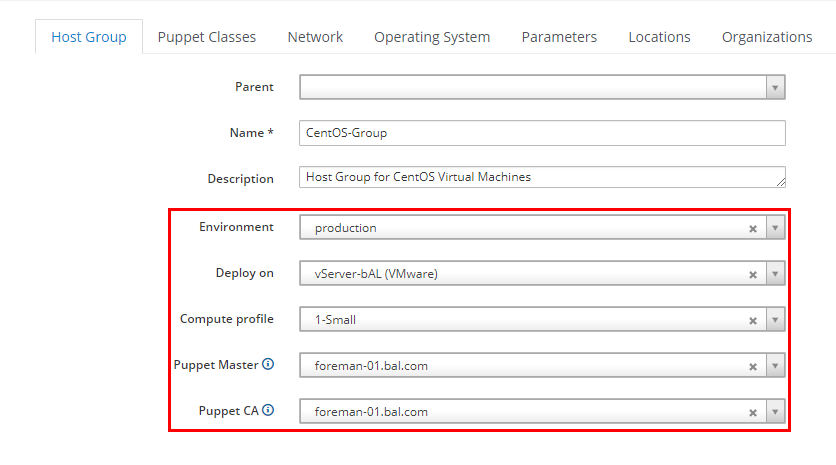 Host Group Puppet Classes Network Operating System Parameters Locations Organizations
Parent
Name * CentOS-Group
Description Host Group for CentOS Virtual Machines
Environment production
Deploy on vServer-bAL (VMware)
Compute profile 1-Small
Puppet Master foreman-01.bal.com
Puppet CA foreman-01.bal.com